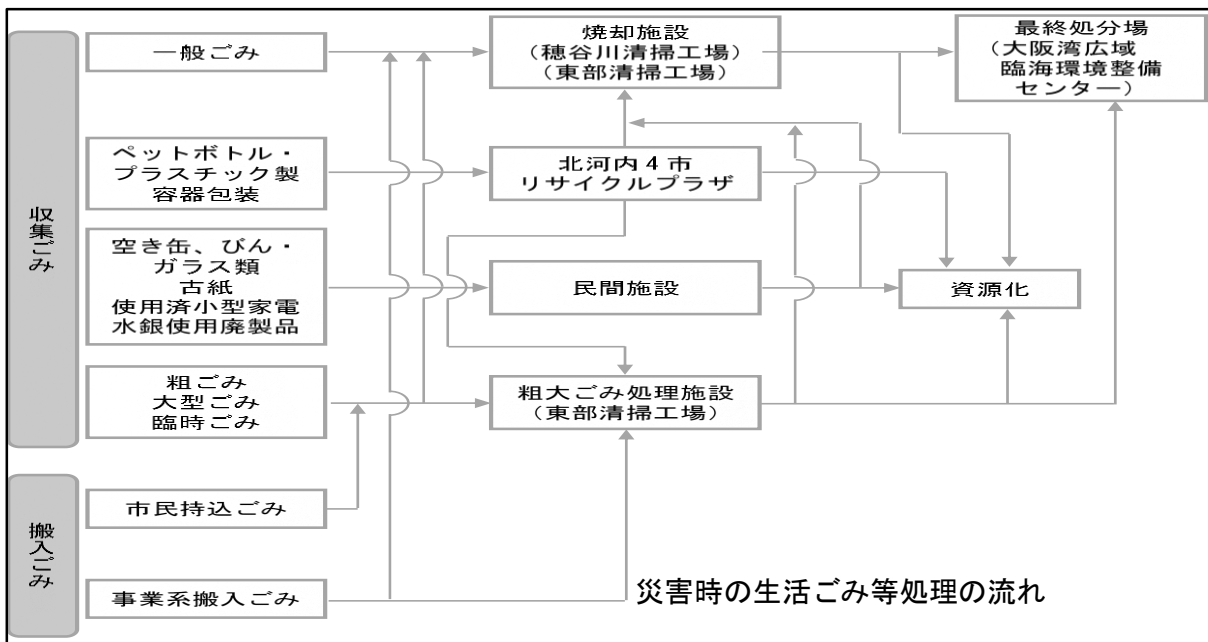 収集ごみ
一般ごみ
ペットボトル・
プラスチック製
容器包装
空き缶、びん・
ガラス類
古紙
使用済小型家電
水銀使用廃製品
粗ごみ
大型ごみ
臨時ごみ
搬入ごみ
市民持込ごみ
事業系搬入ごみ
焼却施設
（穂谷川清掃工場）
（東部清掃工場）
北河内４市
リサイクルプラザ
民間施設
粗大ごみ処理施設
（東部清掃工場）
最終処分場
（大阪湾広域
臨海環境整備
センター）
資源化
災害時の生活ごみ等処理の流れ